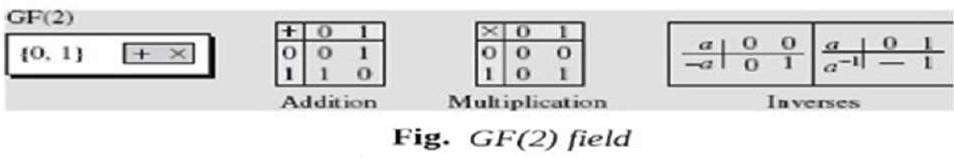 GF(2)
{0, 1} + ×
+ 0 1
0 0 1
1 1 0
Addition
× 0 1
0 0 0
1 0 1
Multiplication
a 0 0
−a 0 1
a 0 1
a⁻¹ — 1
Inverses
Fig. GF(2) field